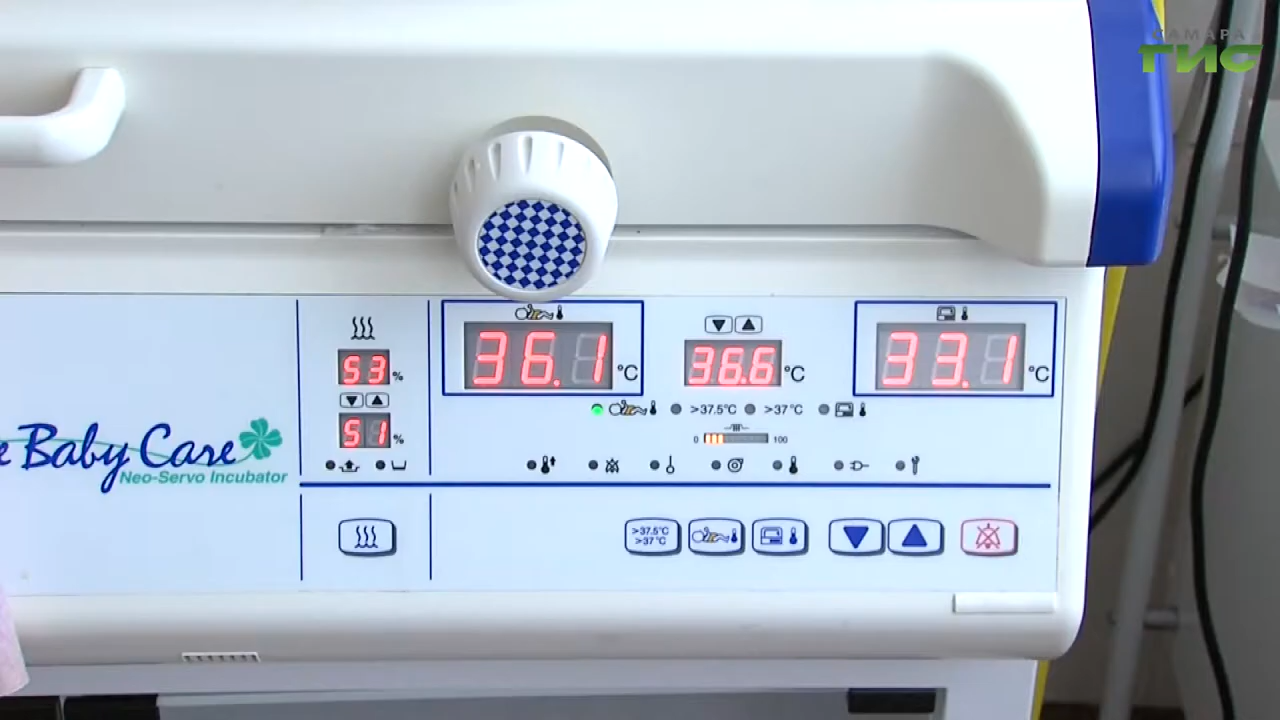 САМАРА
ГИС
36.1 °C
36.6 °C
33.1 °C
53 %
51 %
>37.5°C >37°C
0 100
e Baby Care
Neo-Servo Incubator
>37.5°C
>37°C